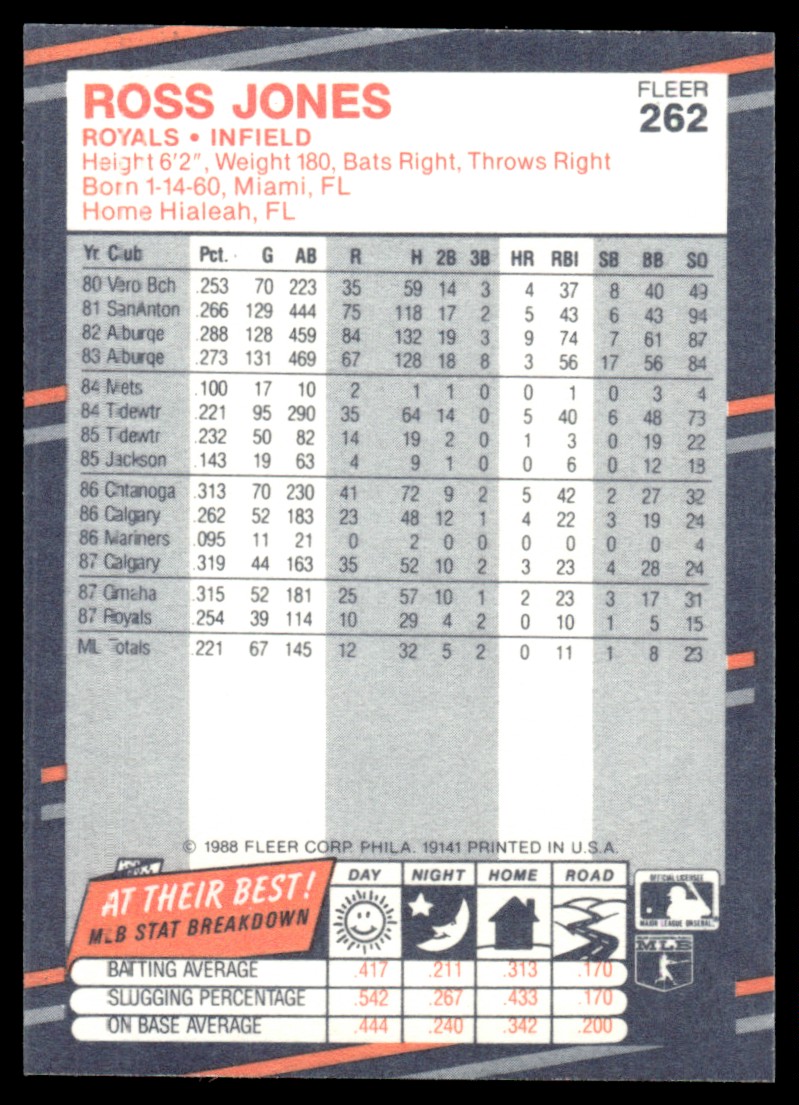 ROSS JONES
FLEER
262
ROYALS • INFIELD
Height 6'2", Weight 180, Bats Right, Throws Right
Born 1-14-60, Miami, FL
Home Hialeah, FL
Yr Club Pct. G AB R H 2B 3B HR RBI SB BB SO
80 Vero Bch .253 70 223 35 59 14 3 4 37 8 40 49
81 SanAnton .266 129 444 75 118 17 2 5 43 6 43 94
82 Alburqe .288 128 459 84 132 19 3 9 74 7 61 87
83 Alburqe .273 131 469 67 128 18 8 3 56 17 56 84
84 Mets .100 17 10 2 1 1 0 0 1 0 3 4
84 Tidewtr .221 95 290 35 64 14 0 5 40 6 48 73
85 Tidewtr .232 50 82 14 19 2 0 1 3 0 19 22
85 Jackson .143 19 63 4 9 1 0 0 6 0 12 18
86 Chtanoga .313 70 230 41 72 9 2 5 42 2 27 32
86 Calgary .262 52 183 23 48 12 1 4 22 3 19 24
86 Mariners .095 11 21 0 2 0 0 0 0 0 0 4
87 Calgary .319 44 163 35 52 10 2 3 23 4 28 24
87 Omaha .315 52 181 25 57 10 1 2 23 3 17 31
87 Royals .254 39 114 10 29 4 2 0 10 1 5 15
ML Totals .221 67 145 12 32 5 2 0 11 1 8 23
© 1988 FLEER CORP. PHILA. 19141 PRINTED IN U.S.A.
AT THEIR BEST!
MLB STAT BREAKDOWN
DAY NIGHT HOME ROAD
OFFICIAL LICENSEE
MAJOR LEAGUE BASEBALL
MLB
BATTING AVERAGE .417 .211 .313 .170
SLUGGING PERCENTAGE .542 .267 .433 .170
ON BASE AVERAGE .444 .240 .342 .200